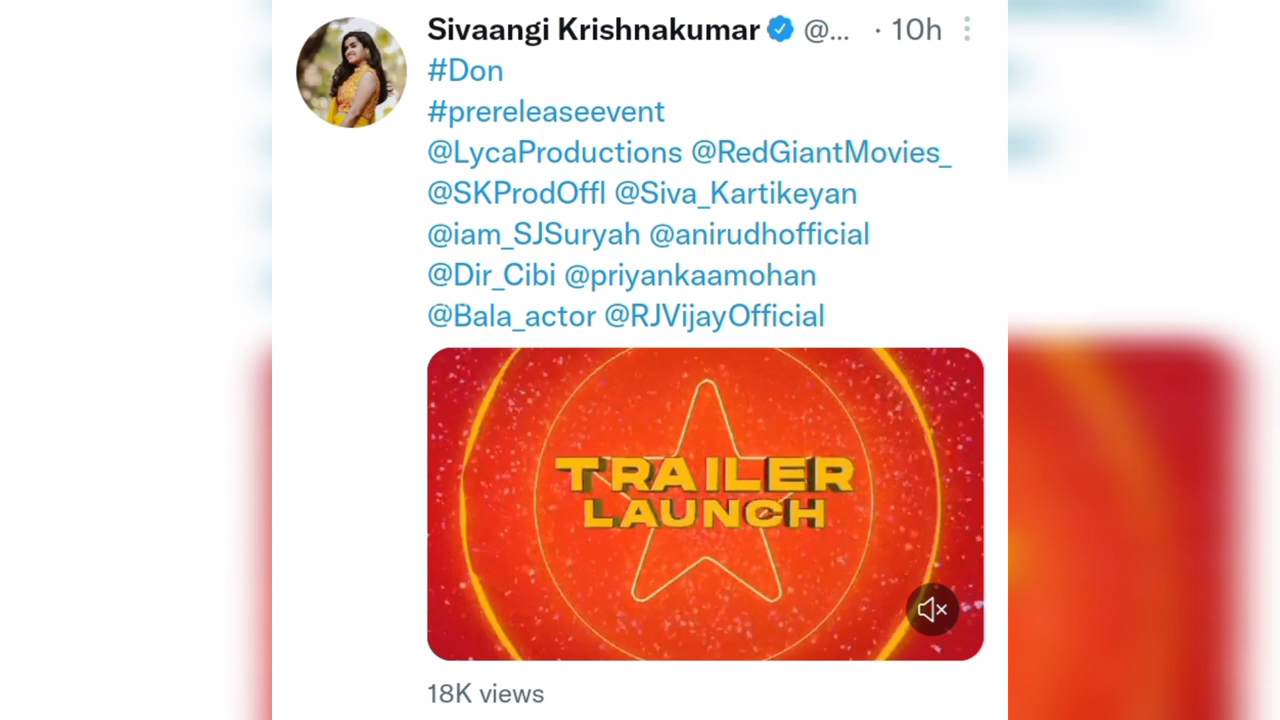 Sivaangi Krishnakumar @... · 10h
#Don
#prereleaseevent
@LycaProductions @RedGiantMovies_
@SKProdOffl @Siva_Kartikeyan
@iam_SJSuryah @anirudhofficial
@Dir_Cibi @priyankaamohan
@Bala_actor @RJVijayOfficial
TRAILER
LAUNCH
18K views